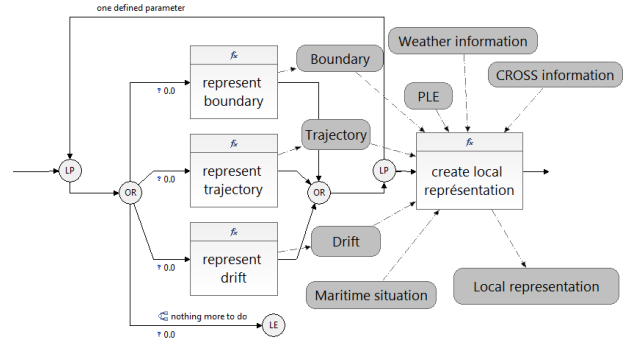 one defined parameter
Weather information
Boundary
CROSS information
PLE
fx
represent
boundary
? 0.0
Trajectory
fx
represent
trajectory
? 0.0
fx
create local
représentation
LP
OR
OR
LP
fx
represent
drift
? 0.0
Drift
Maritime situation
Local representation
nothing more to do
? 0.0
LE